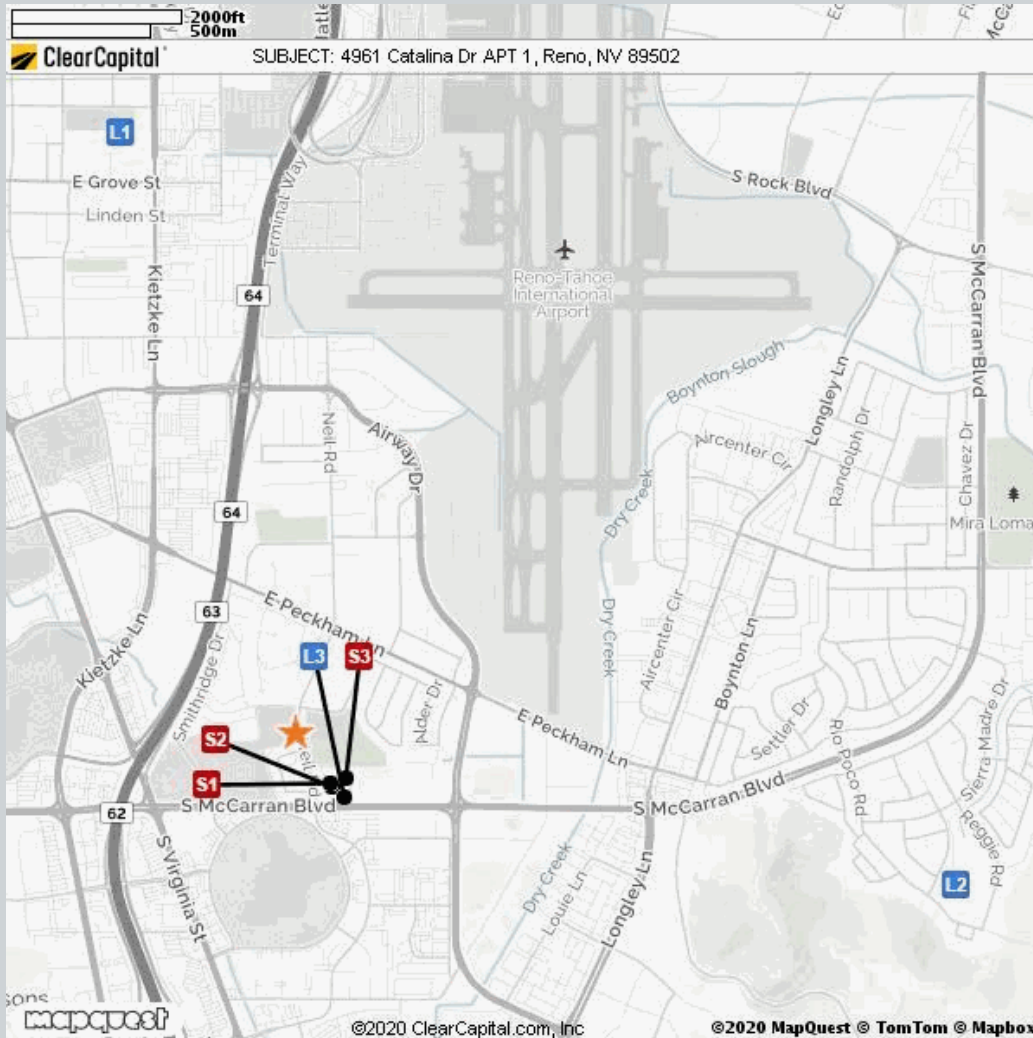 2000ft
500m
ClearCapital
SUBJECT: 4961 Catalina Dr APT 1, Reno, NV 89502
L1
E Grove St
Linden St
Terminal Way
S Rock Blvd
Kietzke Ln
64
Reno-Tahoe
International
Airport
S McCarran Blvd
Boynton Slough
Longley Ln
Neil Rd
Airway Dr
Aircenter Cir
Randolph Dr
Chavez Dr
Dry Creek
64
Mira Loma
63
E Peckham Ln
Dry Creek
Aircenter Cir
Boynton Ln
Kietzke Ln
Smithridge Dr
L3
S3
Alder Dr
S2
E Peckham Ln
Settler Dr
Rio Poco Rd
Sierra Madre Dr
S1
S McCarran Blvd
S McCarran Blvd
62
Reggie Rd
S Virginia St
Dry Creek
Louie Ln
Longley Ln
L2
mapquest
©2020 ClearCapital.com, Inc
©2020 MapQuest © TomTom © Mapbox